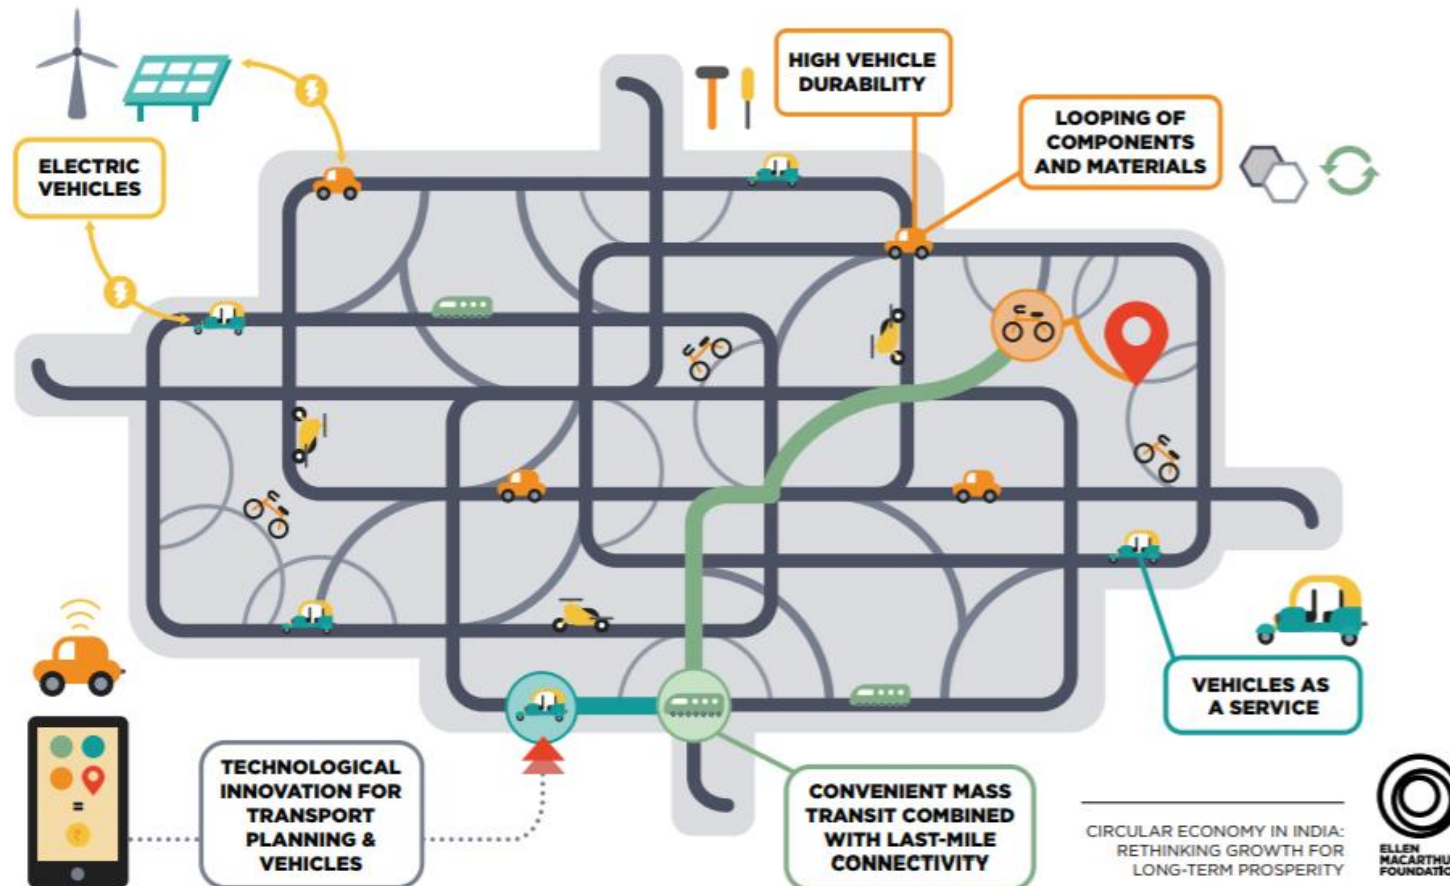 HIGH VEHICLE
DURABILITY
LOOPING OF
COMPONENTS
AND MATERIALS
ELECTRIC
VEHICLES
VEHICLES AS
A SERVICE
TECHNOLOGICAL
INNOVATION FOR
TRANSPORT
PLANNING &
VEHICLES
=
₹
CONVENIENT MASS
TRANSIT COMBINED
WITH LAST-MILE
CONNECTIVITY
CIRCULAR ECONOMY IN INDIA:
RETHINKING GROWTH FOR
LONG-TERM PROSPERITY
ELLEN
MACARTHU
FOUNDATION